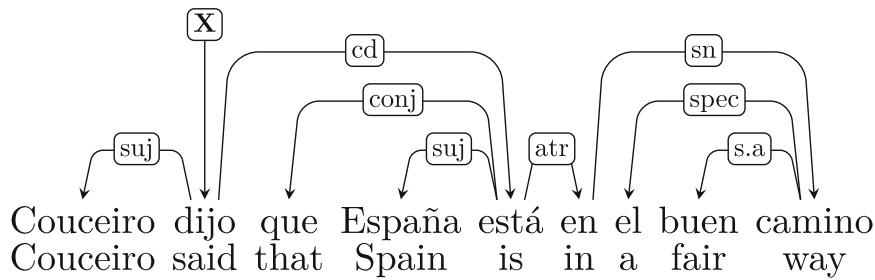 X
cd sn
conj spec
suj suj atr s.a
Couceiro dijo que España está en el buen camino
Couceiro said that Spain is in a fair way